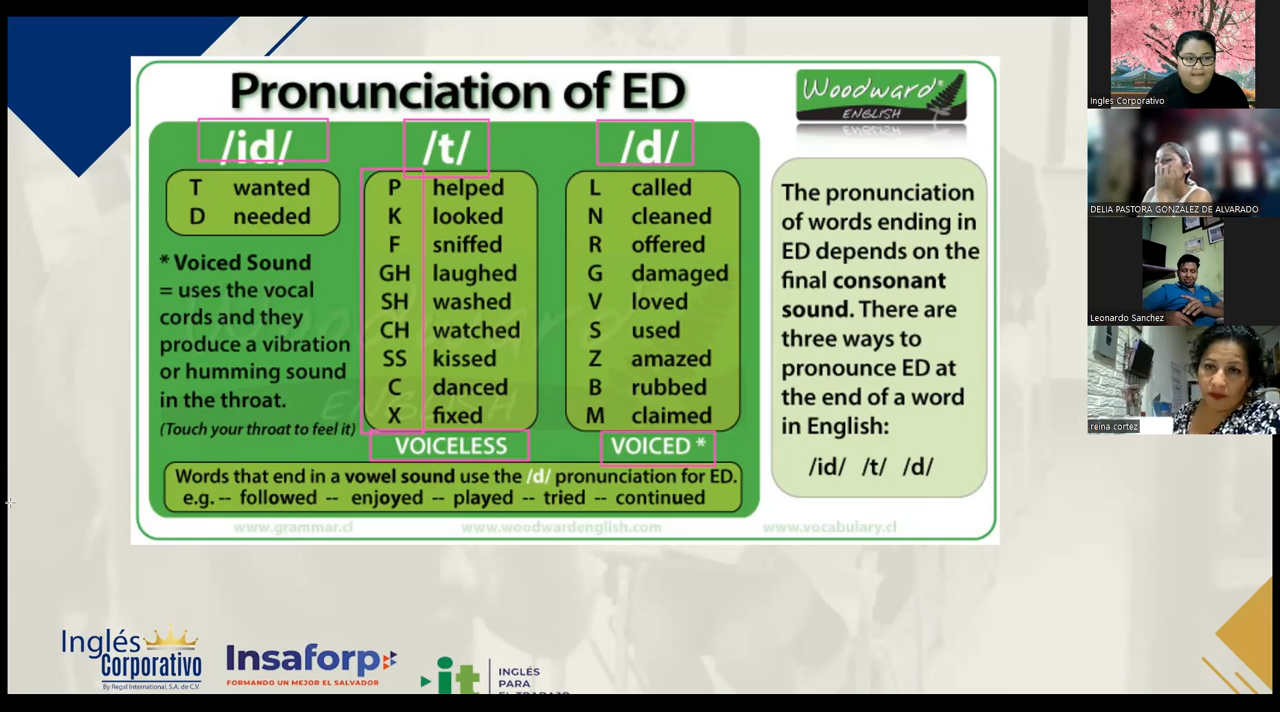 Pronunciation of ED
Woodward®
ENGLISH
/id/
T wanted
D needed
* Voiced Sound
= uses the vocal
cords and they
produce a vibration
or humming sound
in the throat.
(Touch your throat to feel it)
/t/
P helped
K looked
F sniffed
GH laughed
SH washed
CH watched
SS kissed
C danced
X fixed
VOICELESS
/d/
L called
N cleaned
R offered
G damaged
V loved
S used
Z amazed
B rubbed
M claimed
VOICED *
Words that end in a vowel sound use the /d/ pronunciation for ED.
e.g. -- followed -- enjoyed -- played -- tried -- continued
The pronunciation
of words ending in
ED depends on the
final consonant
sound. There are
three ways to
pronounce ED at
the end of a word
in English:
/id/ /t/ /d/
www.grammar.cl www.woodwardenglish.com www.vocabulary.cl
Inglés
Corporativo
By Regal International, S.A. de C.V.
Insaforp
FORMANDO UN MEJOR EL SALVADOR
it
INGLÉS
PARA
EL TRABAJO
Ingles Corporativo
DELIA PASTORA GONZALEZ DE ALVARADO
Leonardo Sanchez
reina cortez